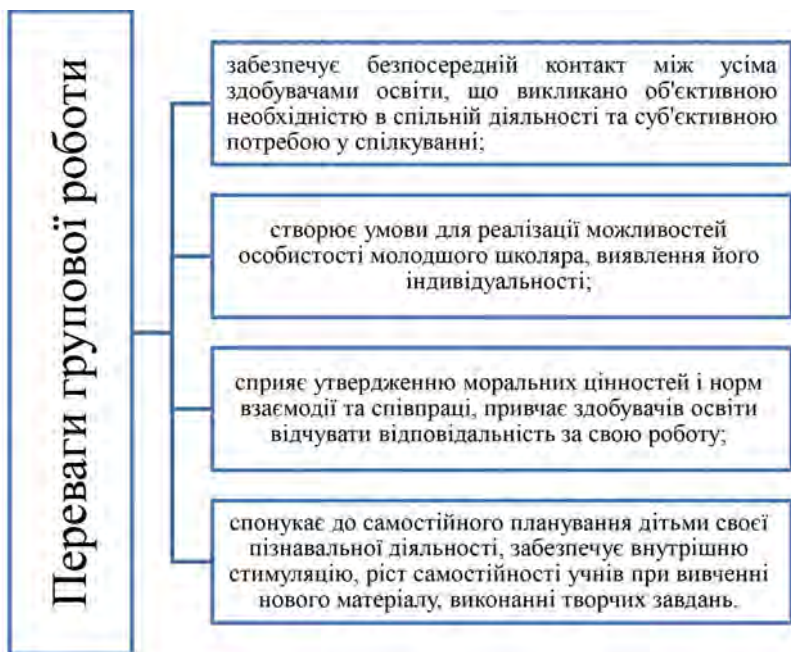 Переваги групової роботи
забезпечує безпосередній контакт між усіма
здобувачами освіти, що викликано об'єктивною
необхідністю в спільній діяльності та суб'єктивною
потребою у спілкуванні;
створює умови для реалізації можливостей
особистості молодшого школяра, виявлення його
індивідуальності;
сприяє утвердженню моральних цінностей і норм
взаємодії та співпраці, привчає здобувачів освіти
відчувати відповідальність за свою роботу;
спонукає до самостійного планування дітьми своєї
пізнавальної діяльності, забезпечує внутрішню
стимуляцію, ріст самостійності учнів при вивченні
нового матеріалу, виконанні творчих завдань.